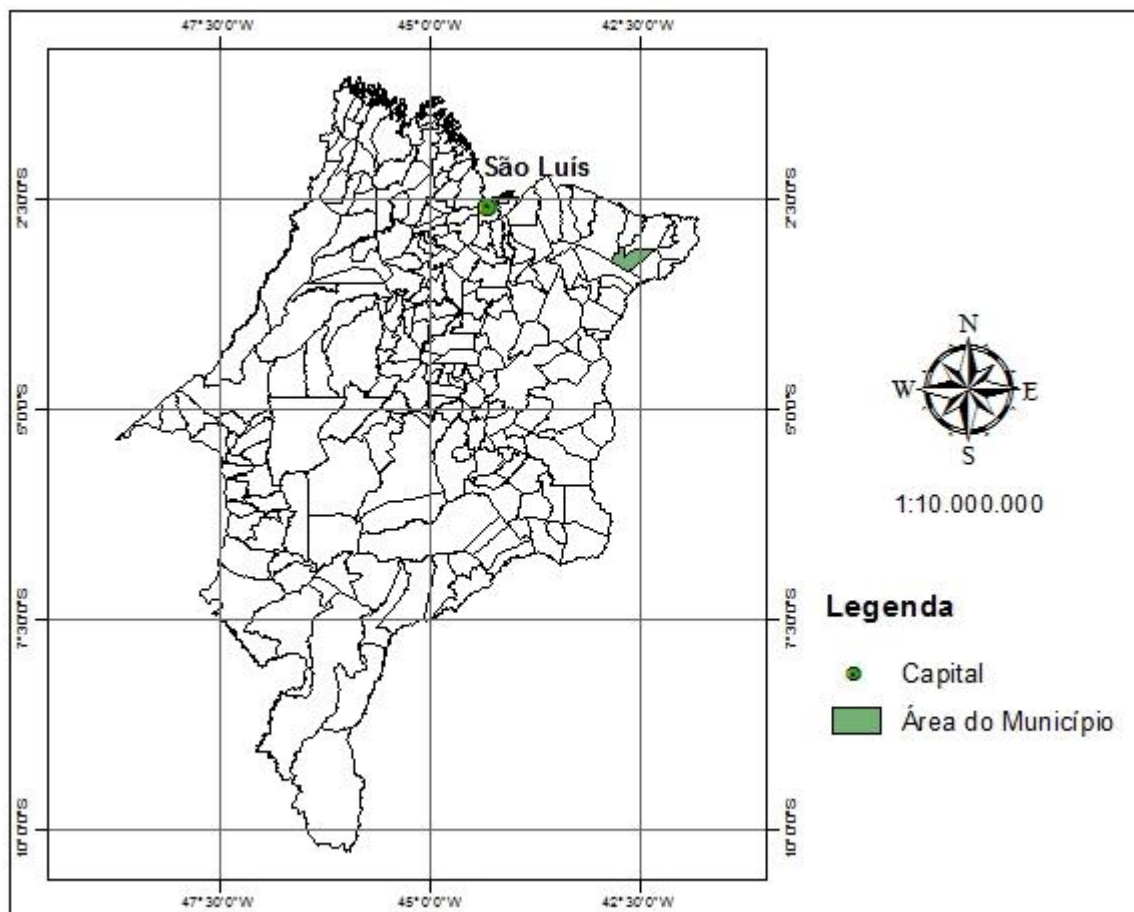 47°30'0"W 45°0'0"W 42°30'0"W
São Luís
2°30'0"S 2°30'0"S
5°0'0"S 5°0'0"S
7°30'0"S 7°30'0"S
10°0'0"S 10°0'0"S
47°30'0"W 45°0'0"W 42°30'0"W
N
W E
S
1:10.000.000
Legenda
Capital
Área do Município